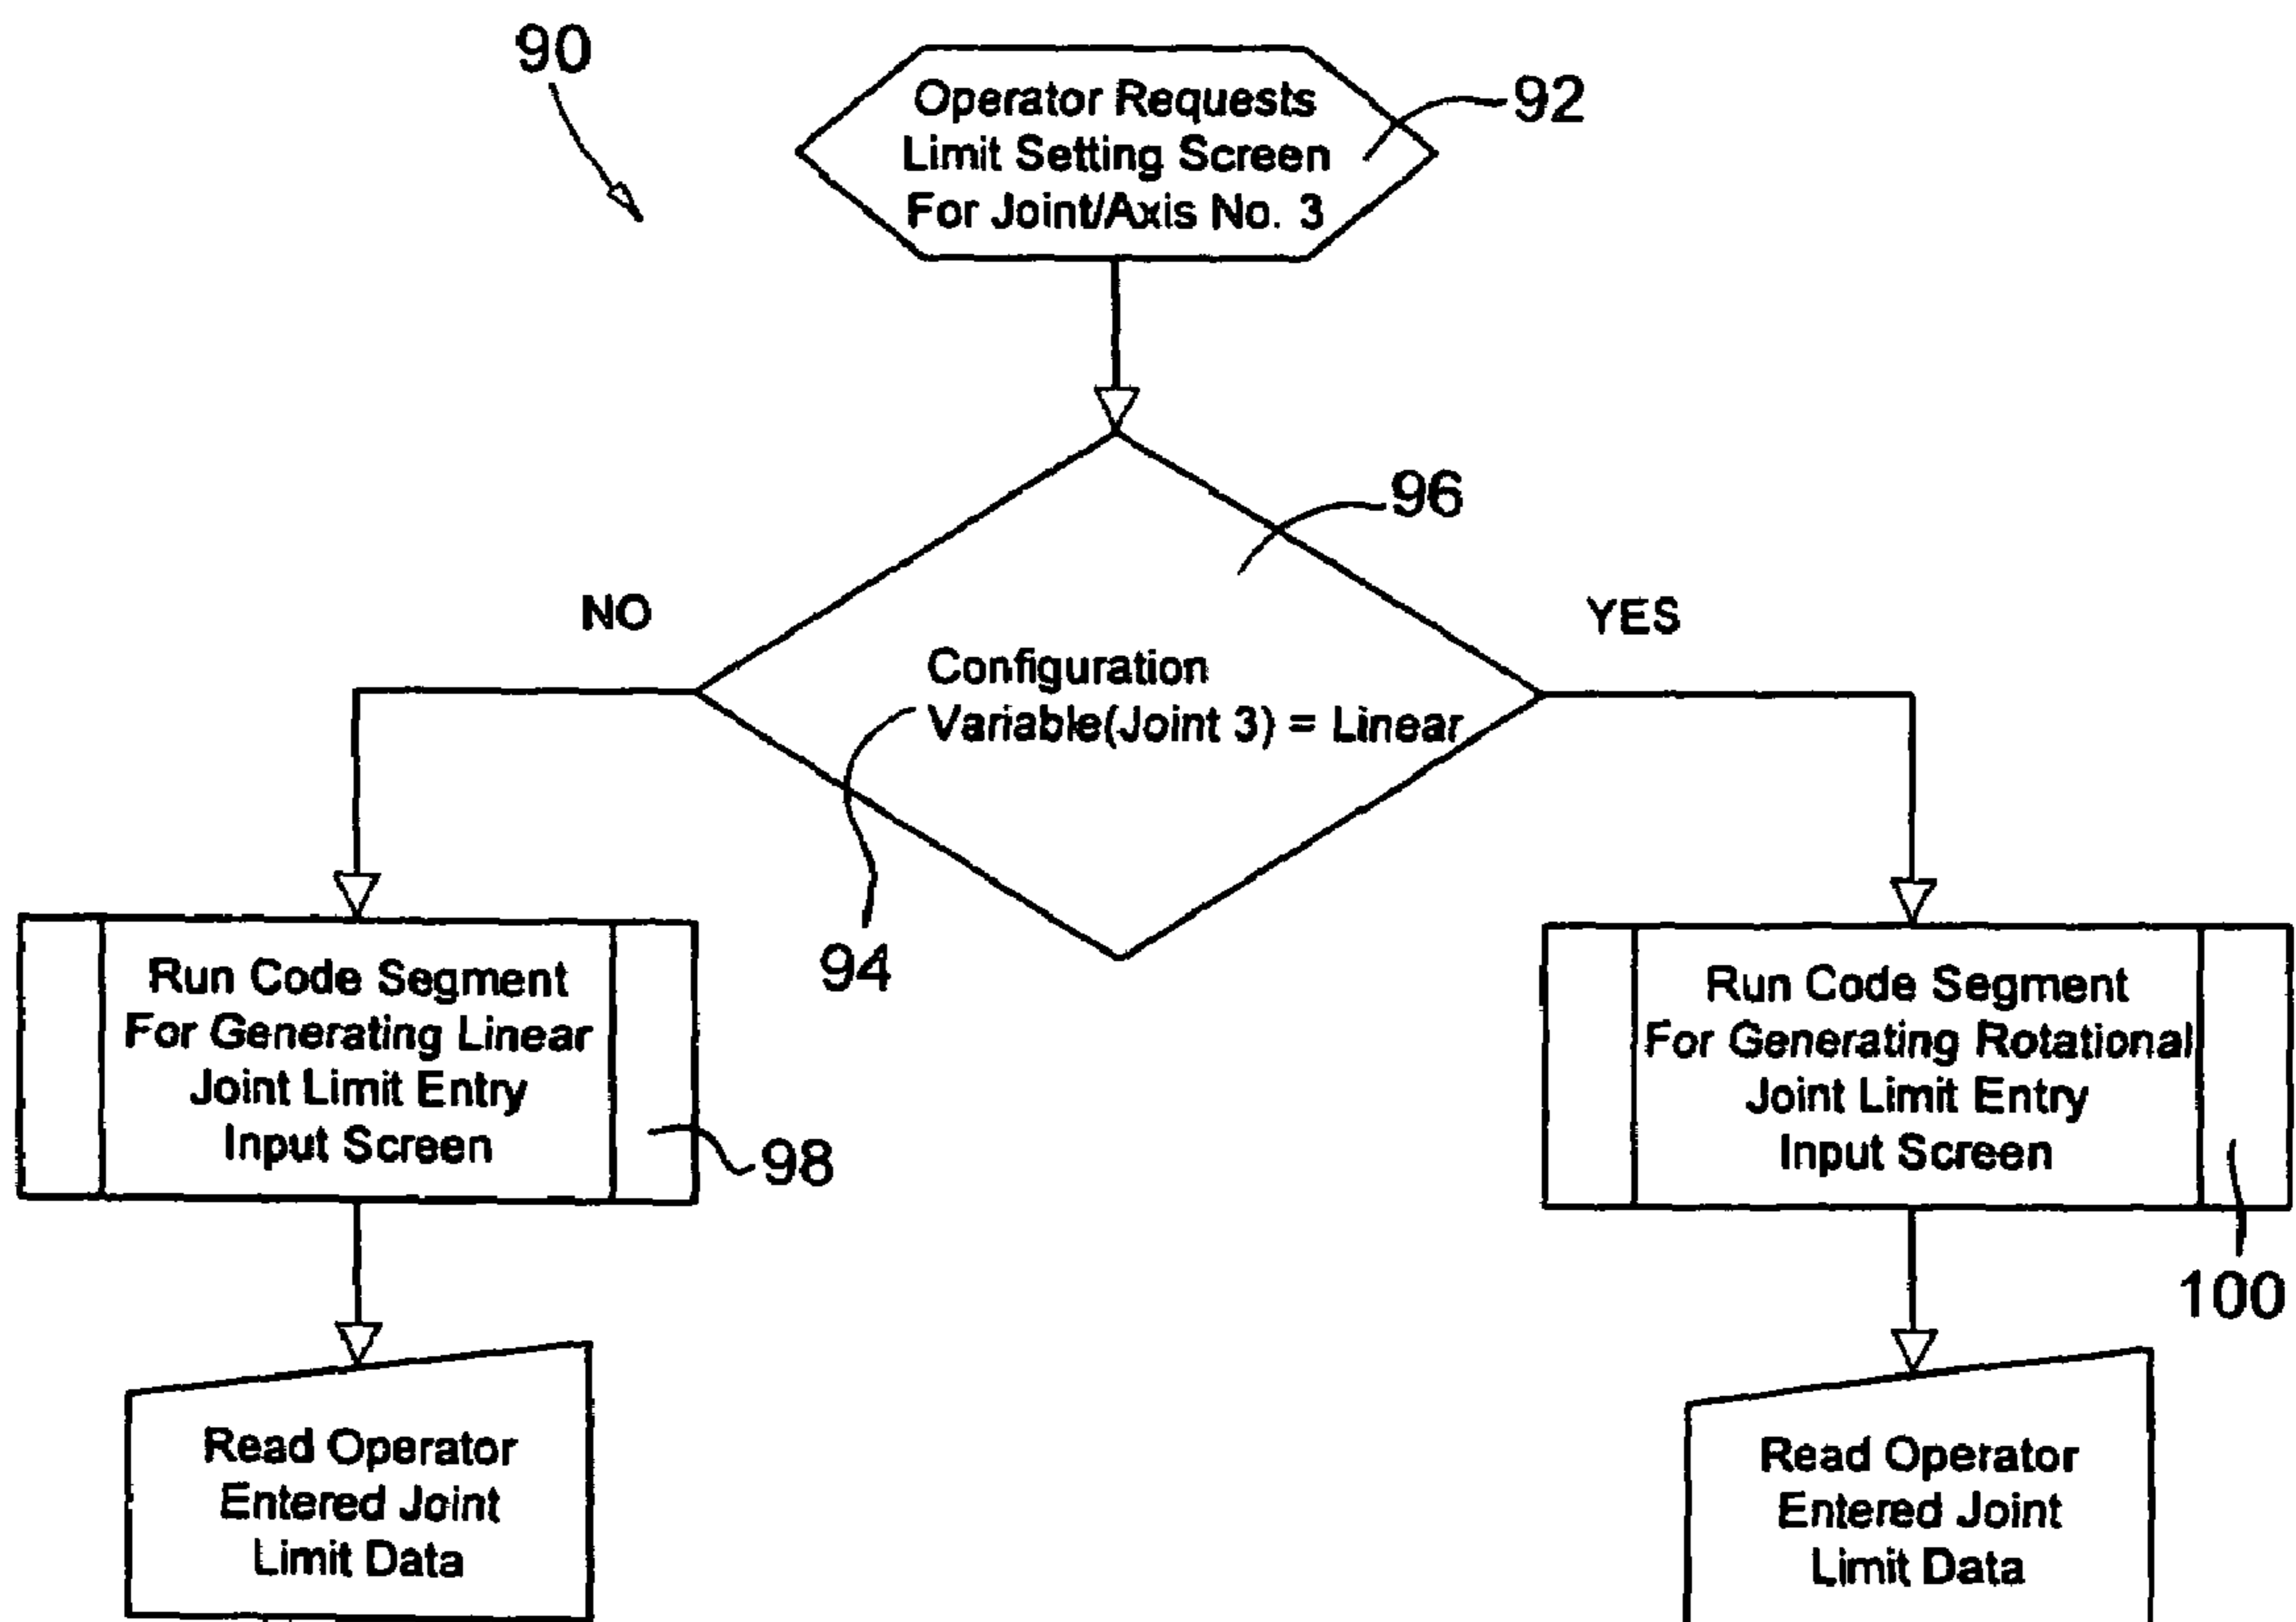 90
Operator Requests
Limit Setting Screen
For Joint/Axis No. 3
92
96
NO
YES
Configuration
Variable(Joint 3) = Linear
94
Run Code Segment
For Generating Linear
Joint Limit Entry
Input Screen
98
Run Code Segment
For Generating Rotational
Joint Limit Entry
Input Screen
100
Read Operator
Entered Joint
Limit Data
Read Operator
Entered Joint
Limit Data